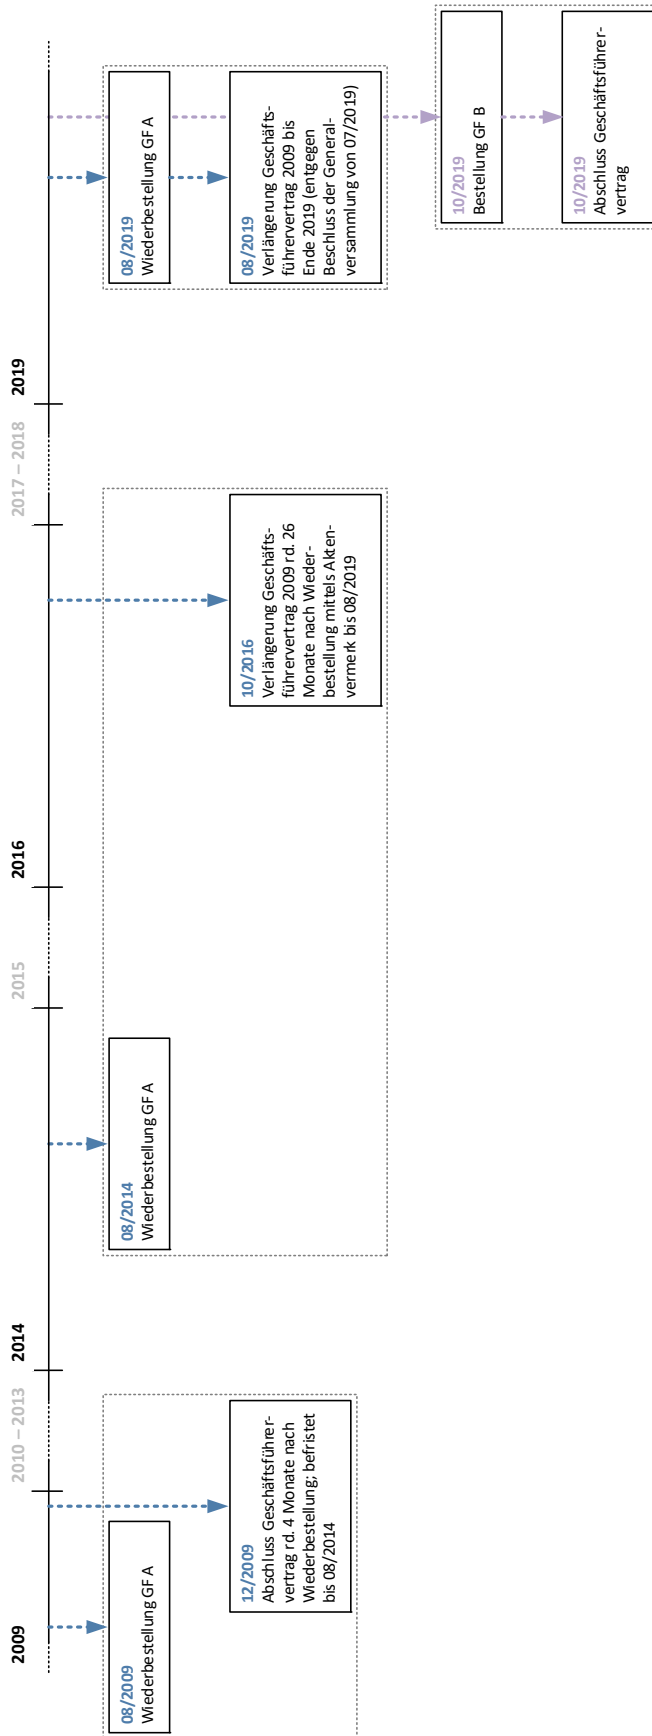 2009
2010 – 2013
2014
2015
2016
2017 – 2018
2019
08/2009
Wiederbestellung GF A
12/2009
Abschluss Geschäftsführer-
vertrag rd. 4 Monate nach
Wiederbestellung; befristet
bis 08/2014
08/2014
Wiederbestellung GF A
10/2016
Verlängerung Geschäfts-
führervertrag 2009 rd. 26
Monate nach Wieder-
bestellung mittels Akten-
vermerk bis 08/2019
08/2019
Wiederbestellung GF A
08/2019
Verlängerung Geschäfts-
führervertrag 2009 bis
Ende 2019 (entgegen
Beschluss der General-
versammlung von 07/2019)
10/2019
Bestellung GF B
10/2019
Abschluss Geschäftsführer-
vertrag